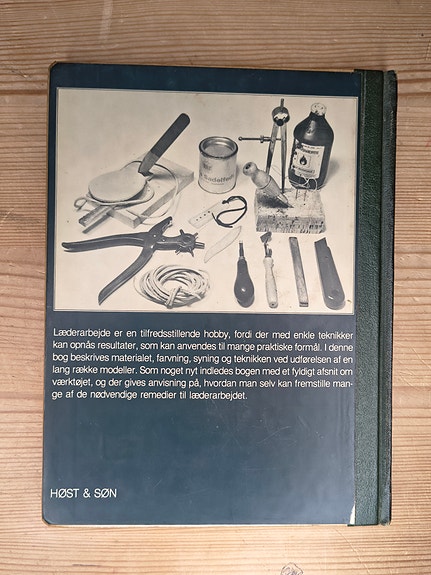 Læderarbejde er en tilfredsstillende hobby, fordi der med enkle teknikker
kan opnås resultater, som kan anvendes til mange praktiske formål. I denne
bog beskrives materialet, farvning, syning og teknikken ved udførelsen af en
lang række modeller. Som noget nyt indledes bogen med et fyldigt afsnit om
værktøjet, og der gives anvisning på, hvordan man selv kan fremstille man-
ge af de nødvendige remedier til læderarbejdet.
HØST & SØN